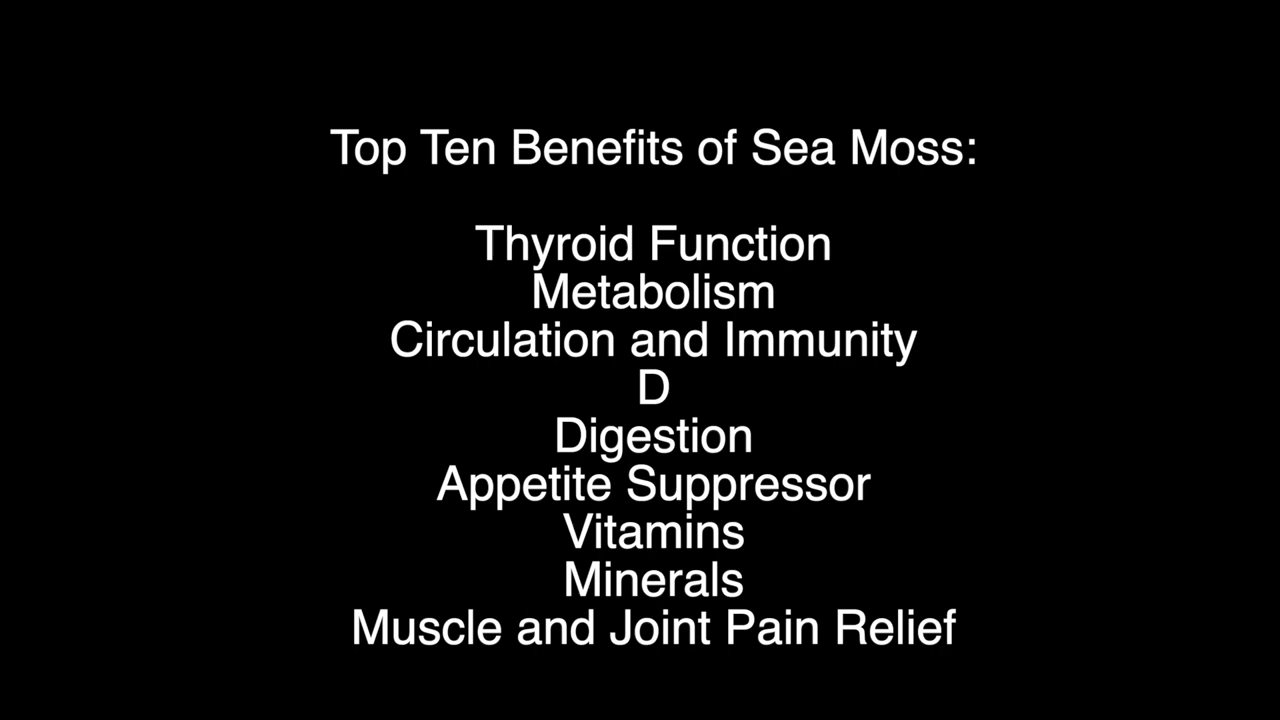 Top Ten Benefits of Sea Moss:
Thyroid Function
Metabolism
Circulation and Immunity
D
Digestion
Appetite Suppressor
Vitamins
Minerals
Muscle and Joint Pain Relief